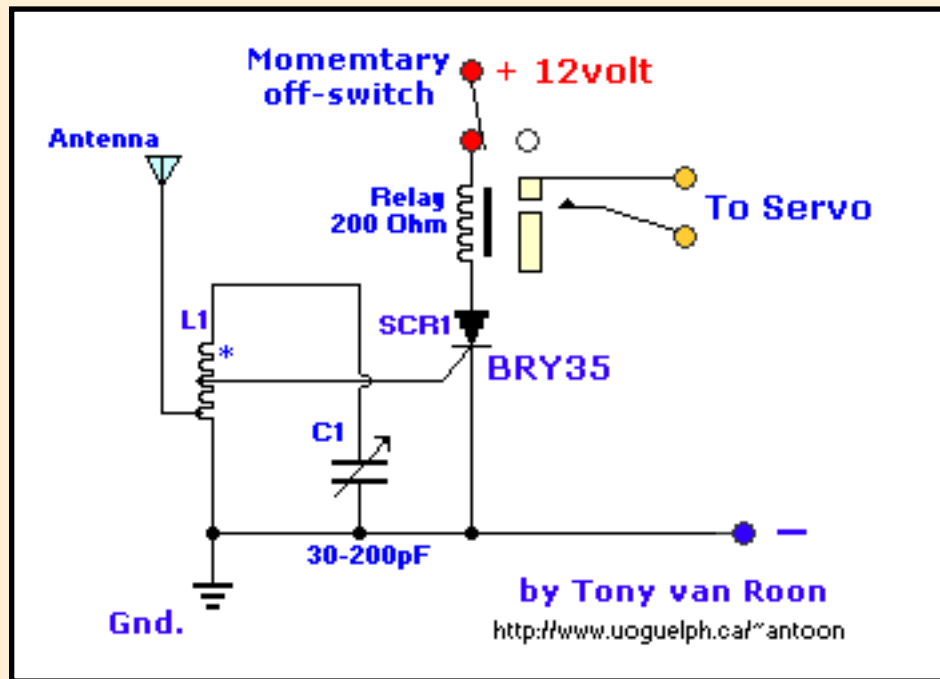 Momemtary
off-switch
+ 12volt
Antenna
Relay
200 Ohm
To Servo
L1
*
SCR1
BRY35
C1
30-200pF
Gnd.
by Tony van Roon
http://www.uoguelph.ca/~antoon